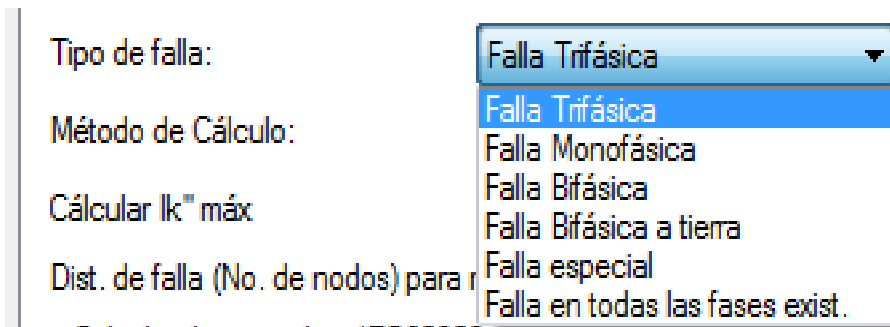 Tipo de falla:
Falla Trifásica
Falla Trifásica
Método de Cálculo:
Falla Monofásica
Falla Bifásica
Cálcular Ik" máx
Falla Bifásica a tierra
Dist. de falla (No. de nodos) para
Falla especial
Falla en todas las fases exist.